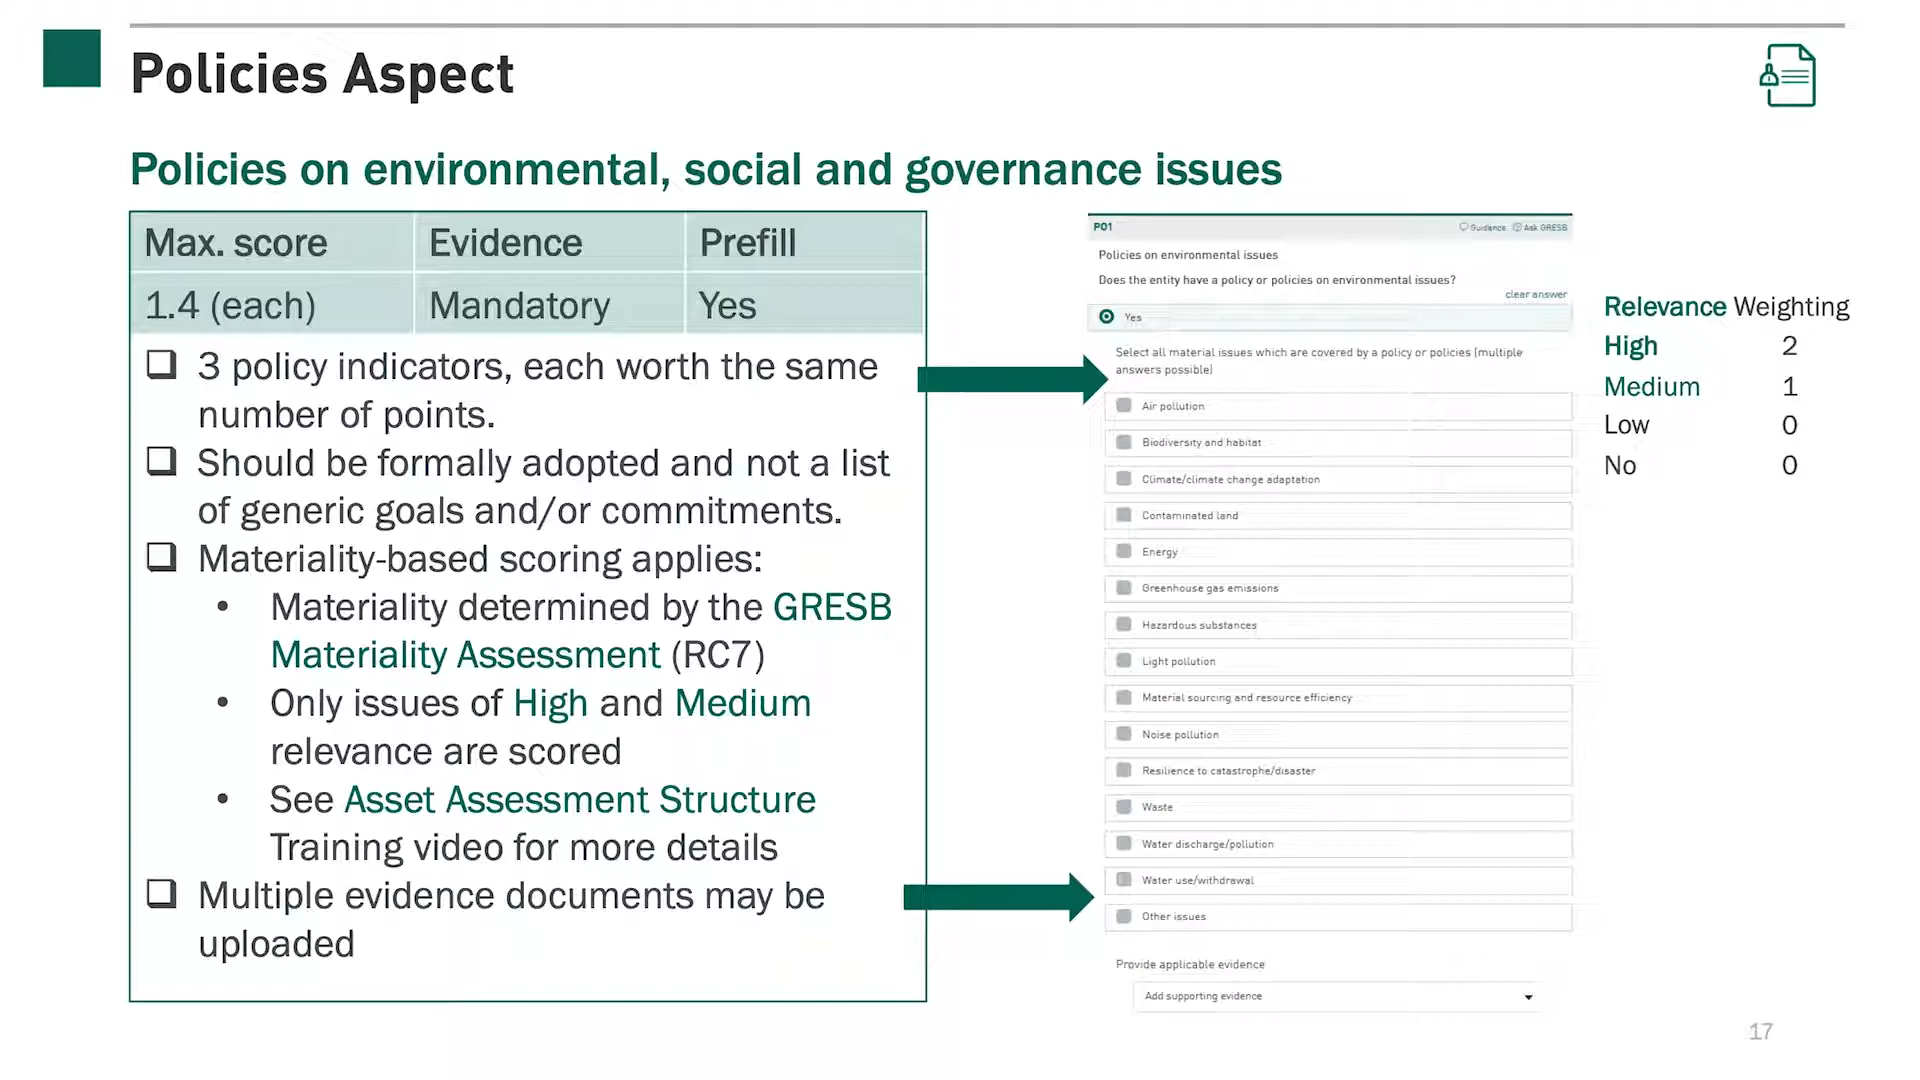 Policies Aspect
Policies on environmental, social and governance issues
Max. score Evidence Prefill
1.4 (each) Mandatory Yes
3 policy indicators, each worth the same
number of points.
Should be formally adopted and not a list
of generic goals and/or commitments.
Materiality-based scoring applies:
• Materiality determined by the GRESB
Materiality Assessment (RC7)
• Only issues of High and Medium
relevance are scored
• See Asset Assessment Structure
Training video for more details
Multiple evidence documents may be
uploaded
PO1 Guidance Ask GRESB
Policies on environmental issues
Does the entity have a policy or policies on environmental issues?
clear answer
Yes
Select all material issues which are covered by a policy or policies (multiple
answers possible)
Air pollution
Biodiversity and habitat
Climate/climate change adaptation
Contaminated land
Energy
Greenhouse gas emissions
Hazardous substances
Light pollution
Material sourcing and resource efficiency
Noise pollution
Resilience to catastrophe/disaster
Waste
Water discharge/pollution
Water use/withdrawal
Other issues
Provide applicable evidence
Add supporting evidence
Relevance Weighting
High 2
Medium 1
Low 0
No 0
17